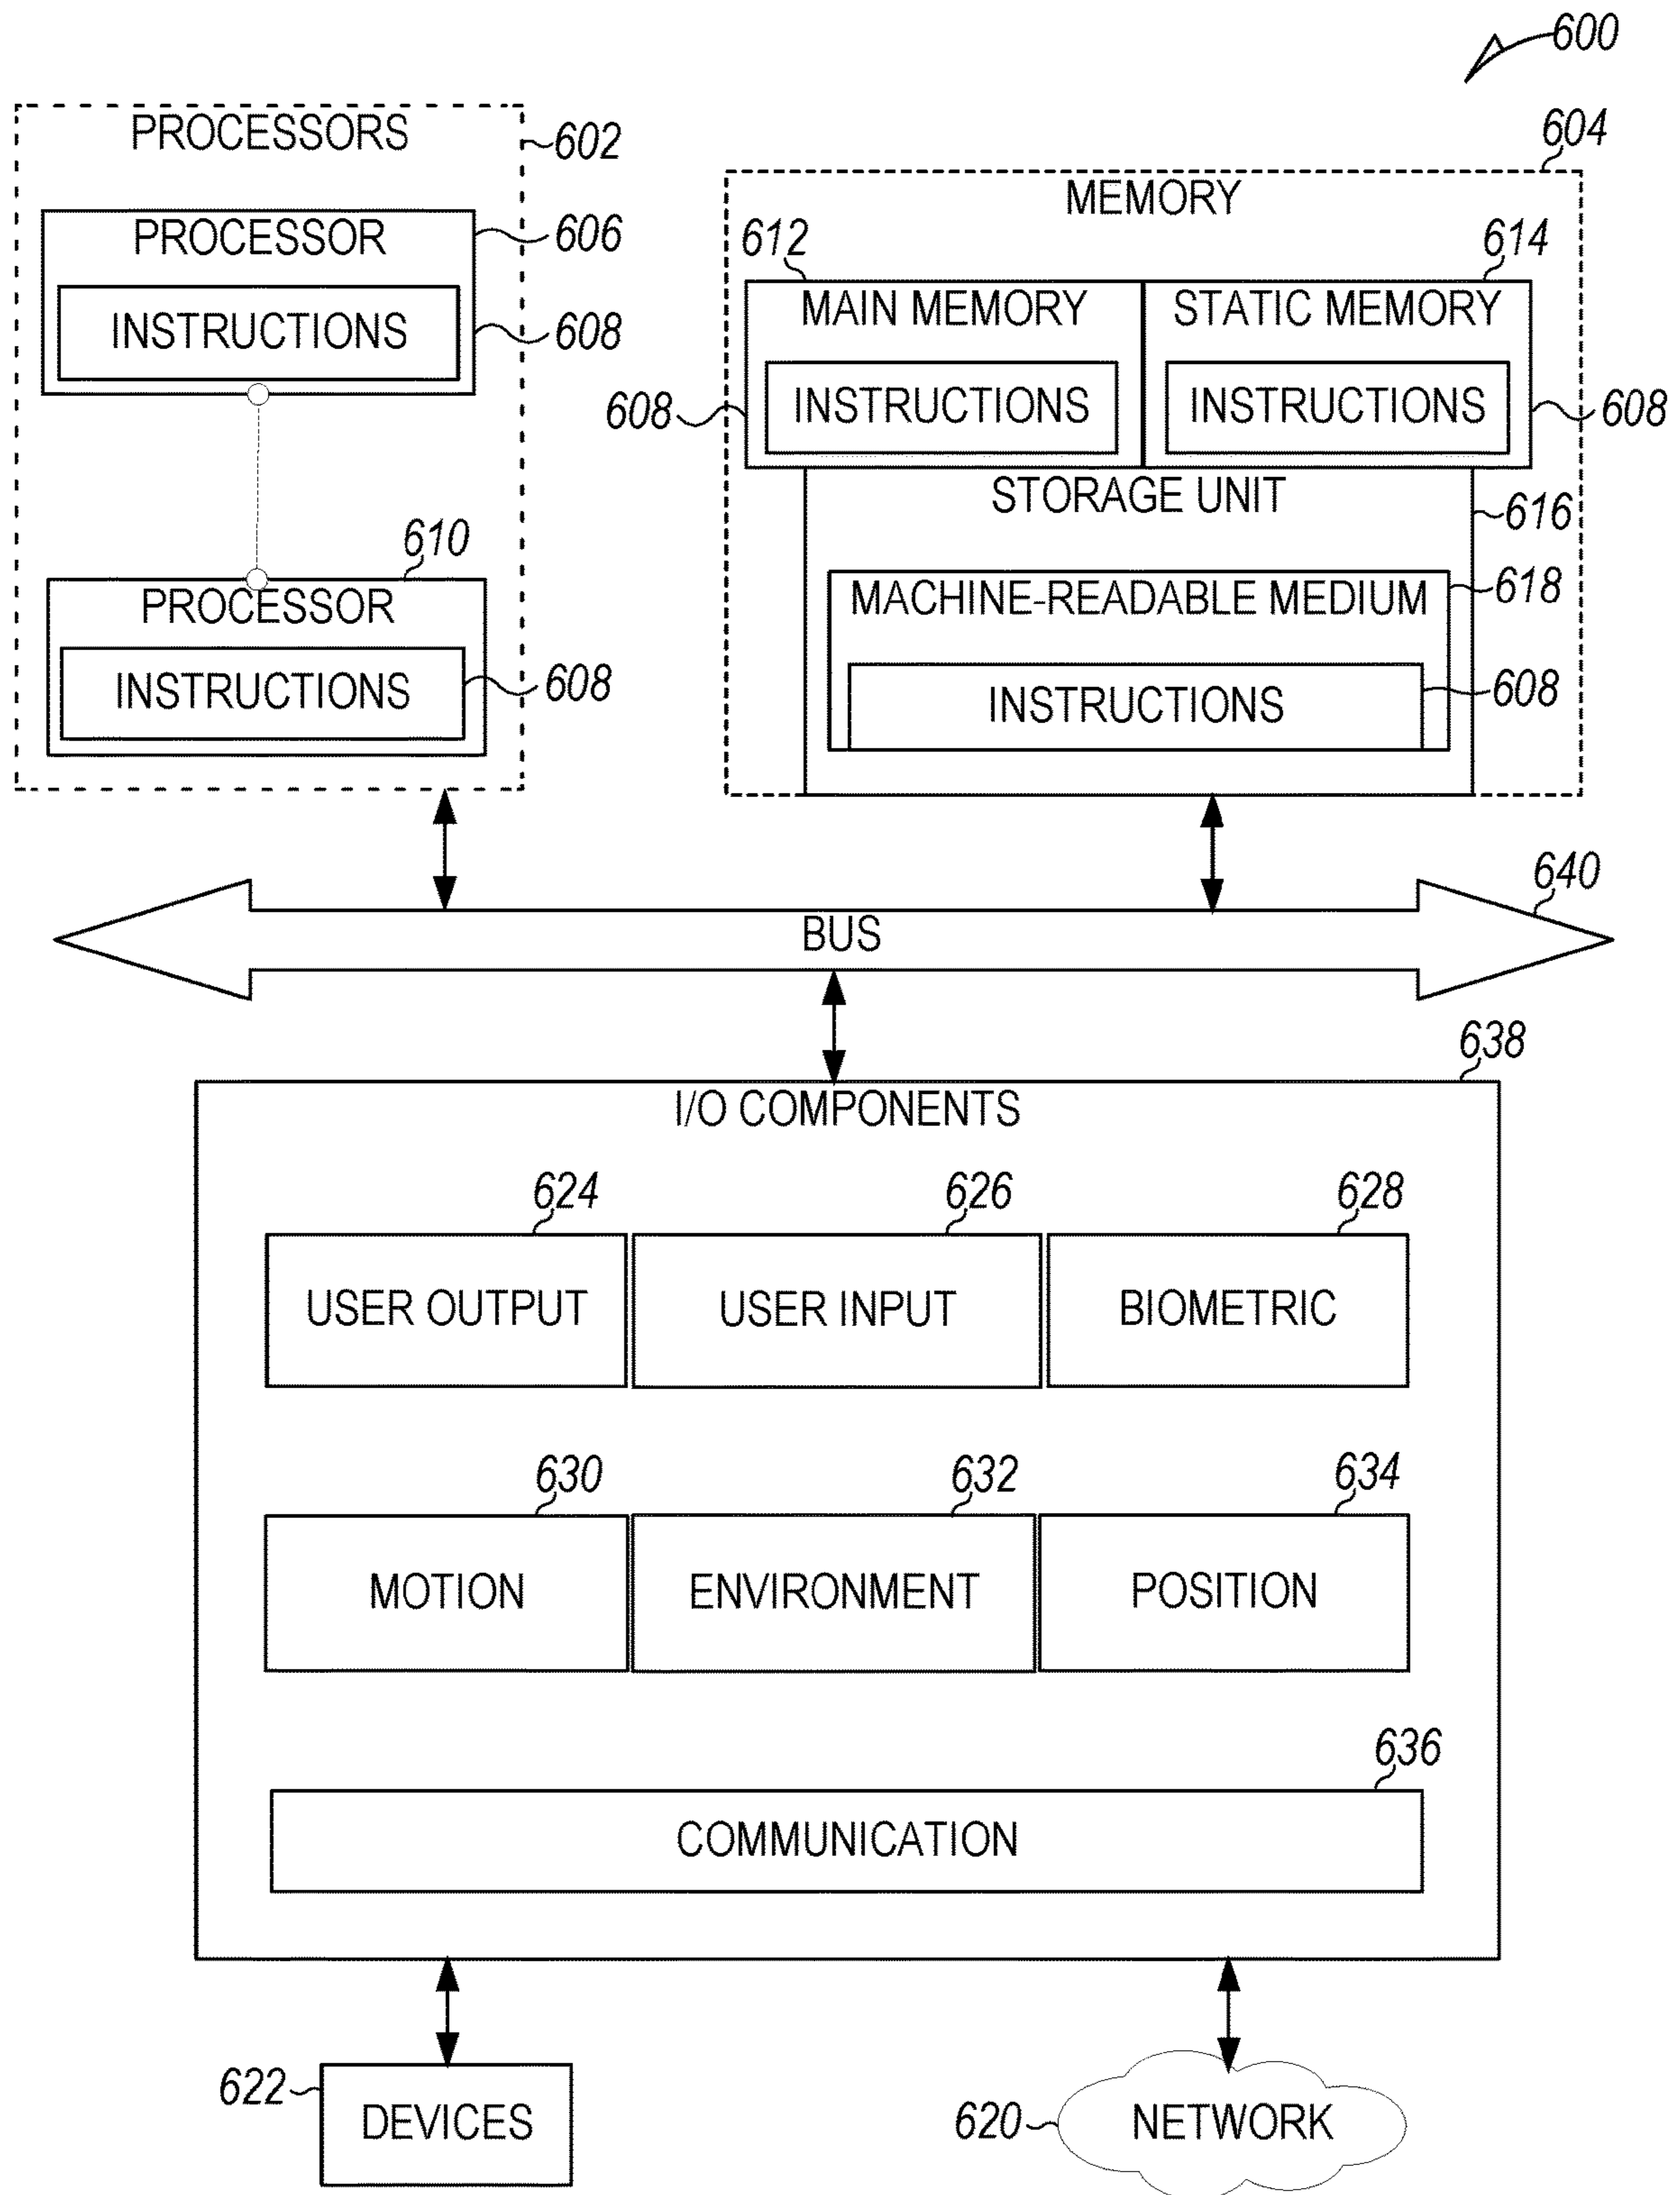 600
PROCESSORS
602
PROCESSOR
606
INSTRUCTIONS
608
610
PROCESSOR
INSTRUCTIONS
608
604
MEMORY
612
614
MAIN MEMORY
STATIC MEMORY
608
INSTRUCTIONS
INSTRUCTIONS
608
STORAGE UNIT
616
MACHINE-READABLE MEDIUM
618
INSTRUCTIONS
608
640
BUS
638
I/O COMPONENTS
624
626
628
USER OUTPUT
USER INPUT
BIOMETRIC
630
632
634
MOTION
ENVIRONMENT
POSITION
636
COMMUNICATION
622
DEVICES
620
NETWORK